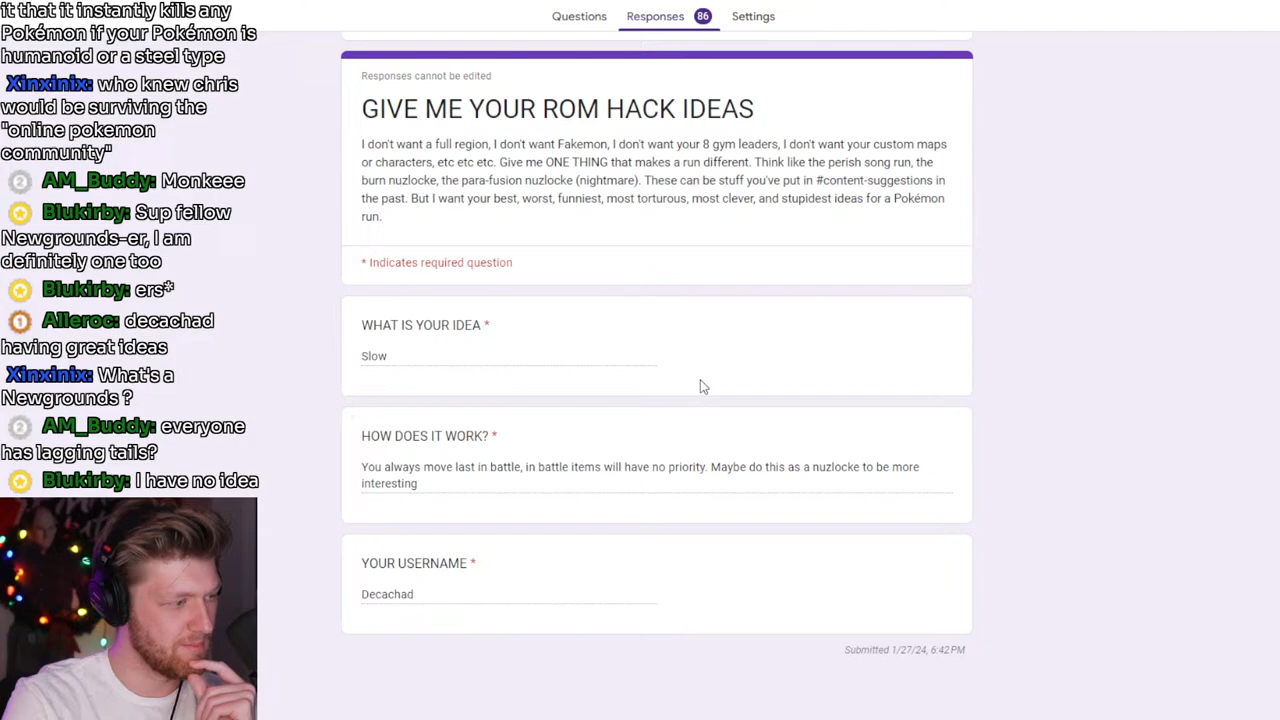 it that it instantly kills any
Pokémon if your Pokémon is
humanoid or a steel type
Xinxinix: who knew chris
would be surviving the
"online pokemon
community"
2 AM_Buddy: Monkeee
Blukirby: Sup fellow
Newgrounds-er, I am
definitely one too
Blukirby: ers*
1 Alleroc: decachad
having great ideas
Xinxinix: What's a
Newgrounds ?
2 AM_Buddy: everyone
has lagging tails?
Blukirby: I have no idea
Questions Responses 86 Settings
Responses cannot be edited
GIVE ME YOUR ROM HACK IDEAS
I don't want a full region, I don't want Fakemon, I don't want your 8 gym leaders, I don't want your custom maps
or characters, etc etc etc. Give me ONE THING that makes a run different. Think like the perish song run, the
burn nuzlocke, the para-fusion nuzlocke (nightmare). These can be stuff you've put in #content-suggestions in
the past. But I want your best, worst, funniest, most torturous, most clever, and stupidest ideas for a Pokémon
run.
* Indicates required question
WHAT IS YOUR IDEA *
Slow
HOW DOES IT WORK? *
You always move last in battle, in battle items will have no priority. Maybe do this as a nuzlocke to be more
interesting
YOUR USERNAME *
Decachad
Submitted 1/27/24, 6:42 PM